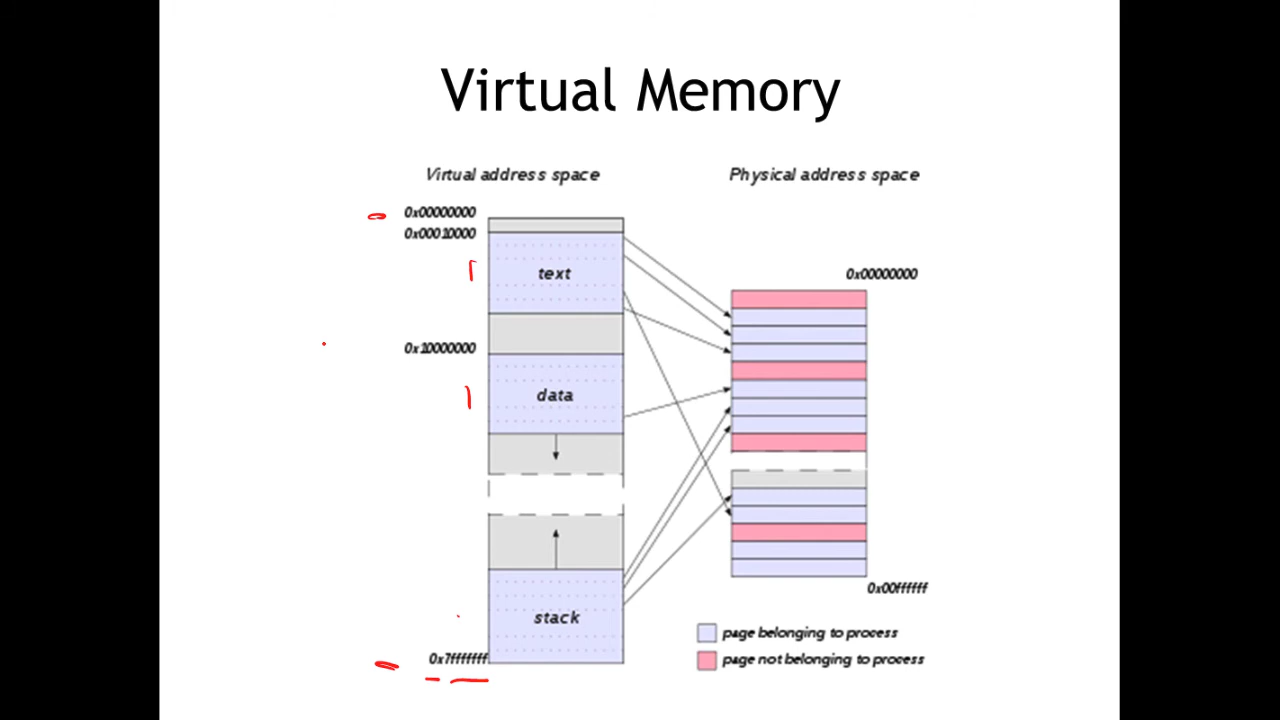 Virtual Memory
Virtual address space
Physical address space
0x00000000
0x00010000
text
0x00000000
0x10000000
data
stack
0x7fffffff
0x00ffffff
page belonging to process
page not belonging to process